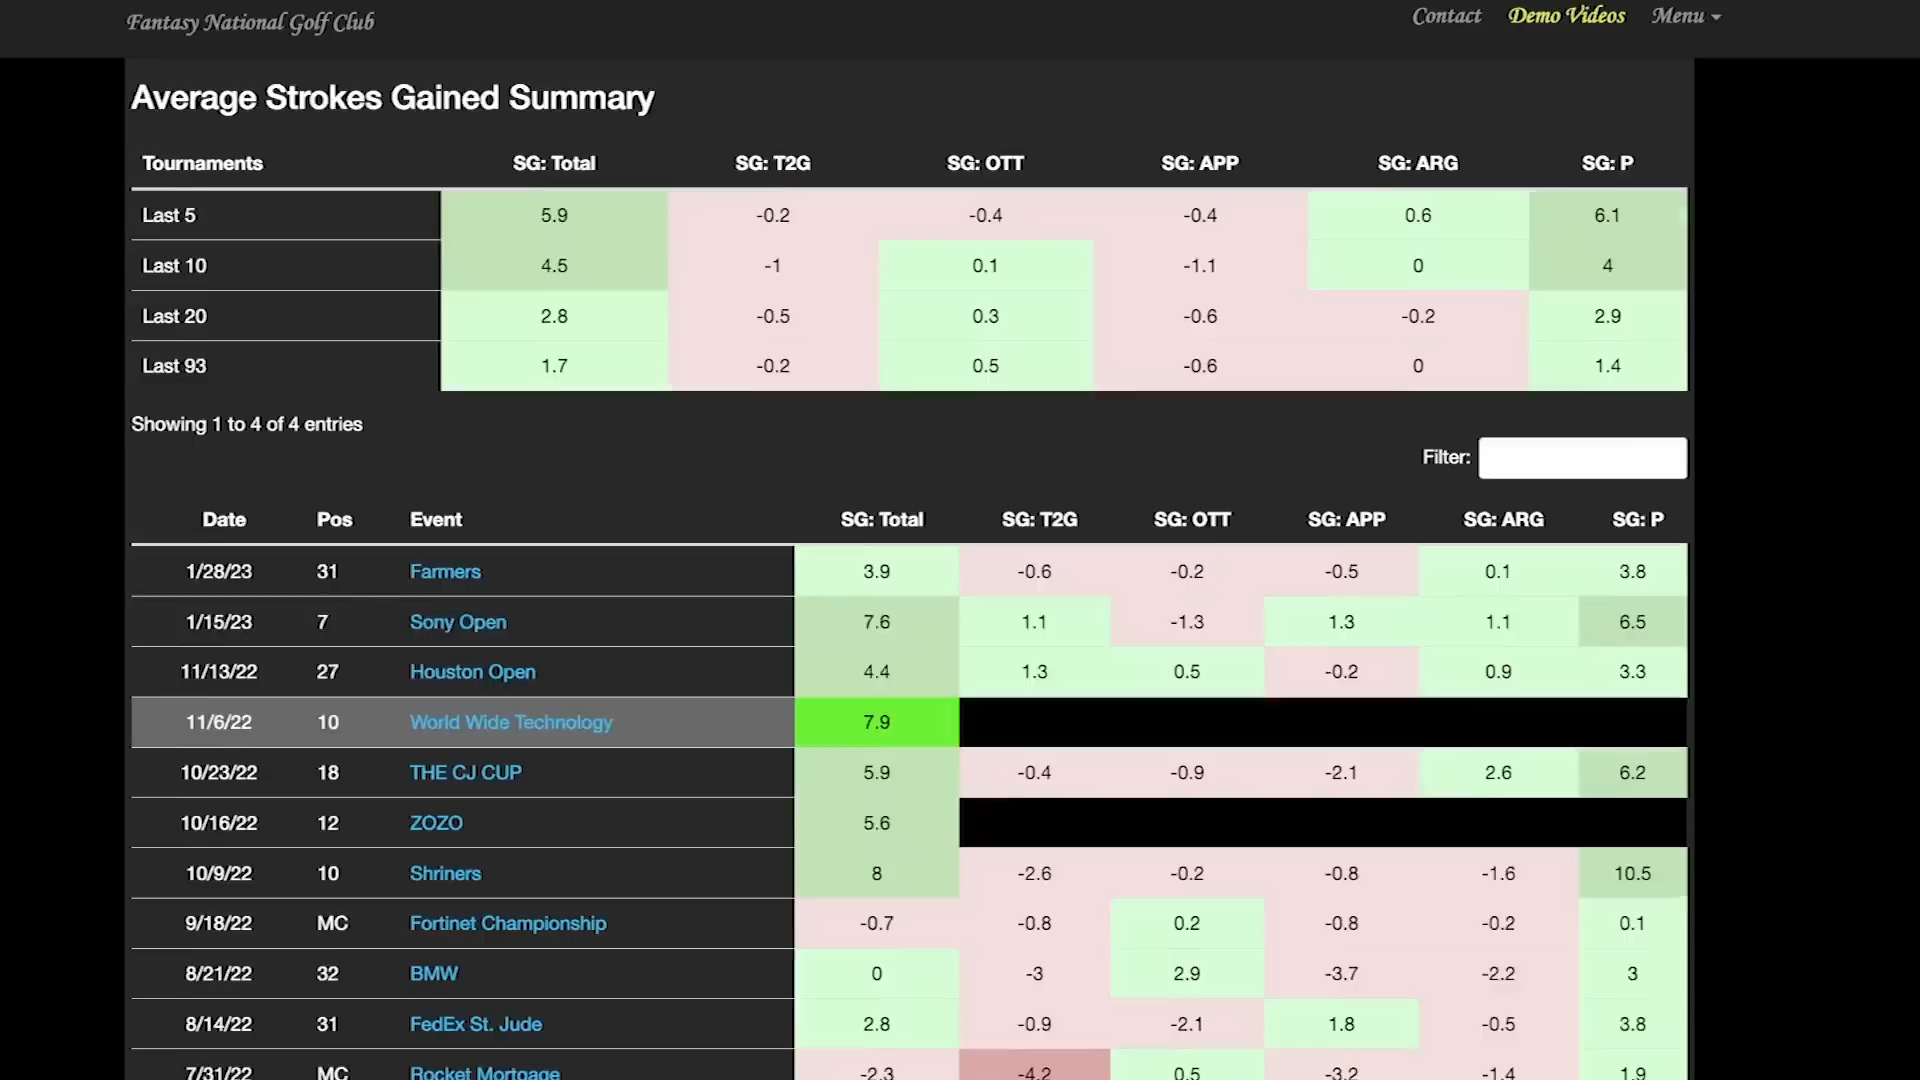 Fantasy National Golf Club Contact Demo Videos Menu
Average Strokes Gained Summary
Tournaments SG: Total SG: T2G SG: OTT SG: APP SG: ARG SG: P
Last 5 5.9 -0.2 -0.4 -0.4 0.6 6.1
Last 10 4.5 -1 0.1 -1.1 0 4
Last 20 2.8 -0.5 0.3 -0.6 -0.2 2.9
Last 93 1.7 -0.2 0.5 -0.6 0 1.4
Showing 1 to 4 of 4 entries
Filter:
Date Pos Event SG: Total SG: T2G SG: OTT SG: APP SG: ARG SG: P
1/28/23 31 Farmers 3.9 -0.6 -0.2 -0.5 0.1 3.8
1/15/23 7 Sony Open 7.6 1.1 -1.3 1.3 1.1 6.5
11/13/22 27 Houston Open 4.4 1.3 0.5 -0.2 0.9 3.3
11/6/22 10 World Wide Technology 7.9
10/23/22 18 THE CJ CUP 5.9 -0.4 -0.9 -2.1 2.6 6.2
10/16/22 12 ZOZO 5.6
10/9/22 10 Shriners 8 -2.6 -0.2 -0.8 -1.6 10.5
9/18/22 MC Fortinet Championship -0.7 -0.8 0.2 -0.8 -0.2 0.1
8/21/22 32 BMW 0 -3 2.9 -3.7 -2.2 3
8/14/22 31 FedEx St. Jude 2.8 -0.9 -2.1 1.8 -0.5 3.8
7/31/22 MC Rocket Mortgage -2.3 -4.2 0.5 -3.2 -1.4 1.9